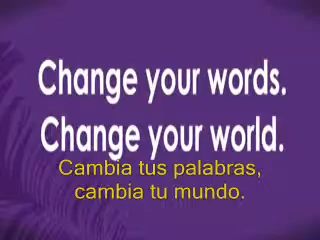 Change your words.
Change your world.
Cambia tus palabras,
cambia tu mundo.